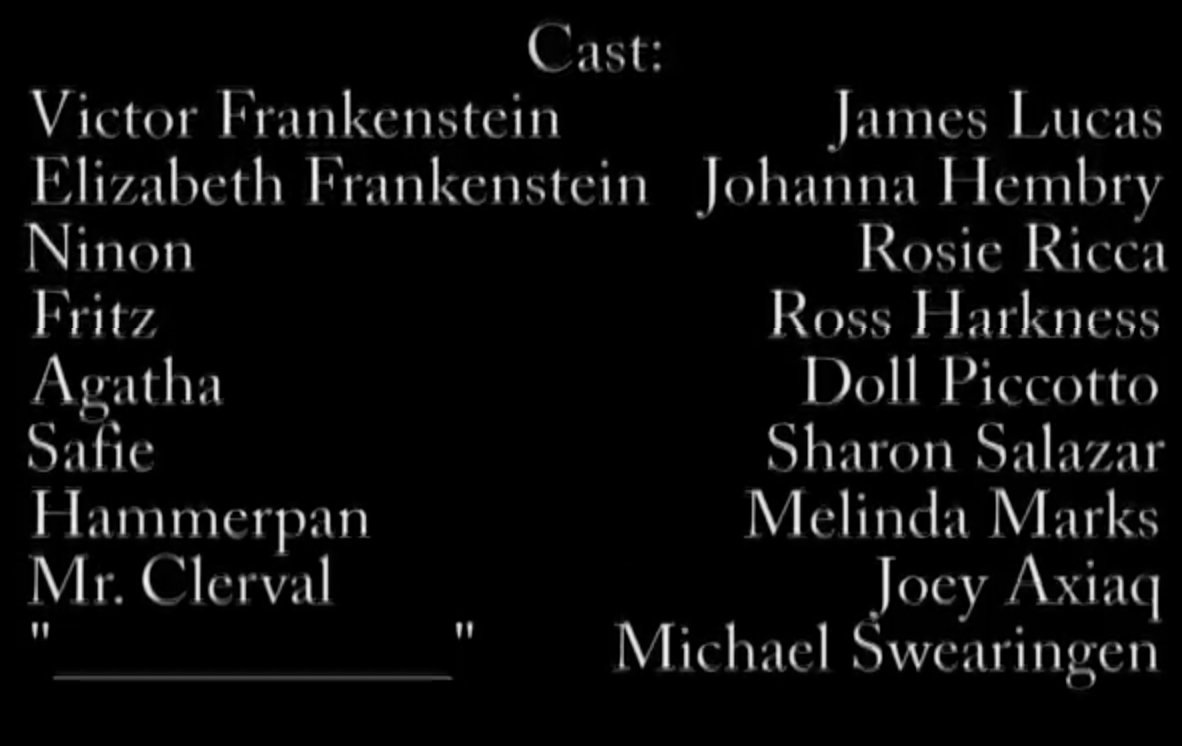 Cast:
Victor Frankenstein James Lucas
Elizabeth Frankenstein Johanna Hembry
Ninon Rosie Ricca
Fritz Ross Harkness
Agatha Doll Piccotto
Safie Sharon Salazar
Hammerpan Melinda Marks
Mr. Clerval Joey Axiaq
"____________" Michael Swearingen